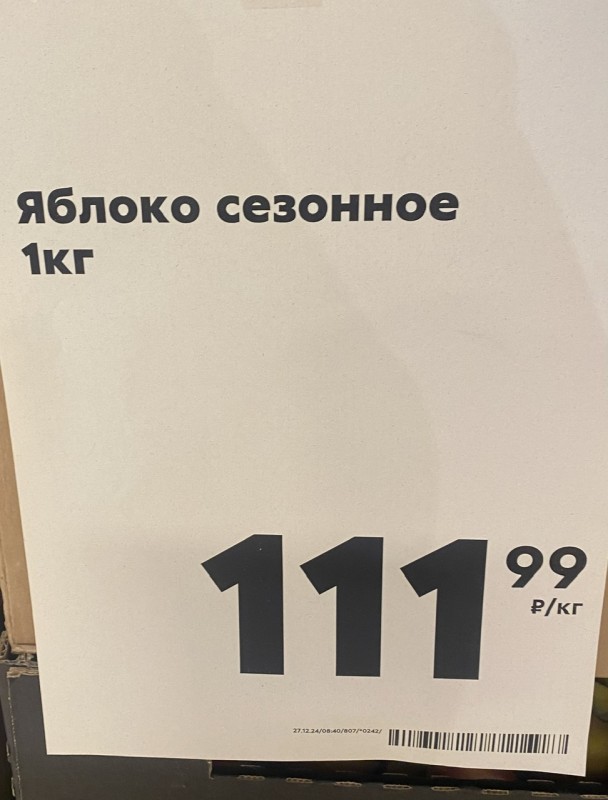 Яблоко сезонное
1кг
111 99
₽/кг
27.12.24/08:40/807/*0242/